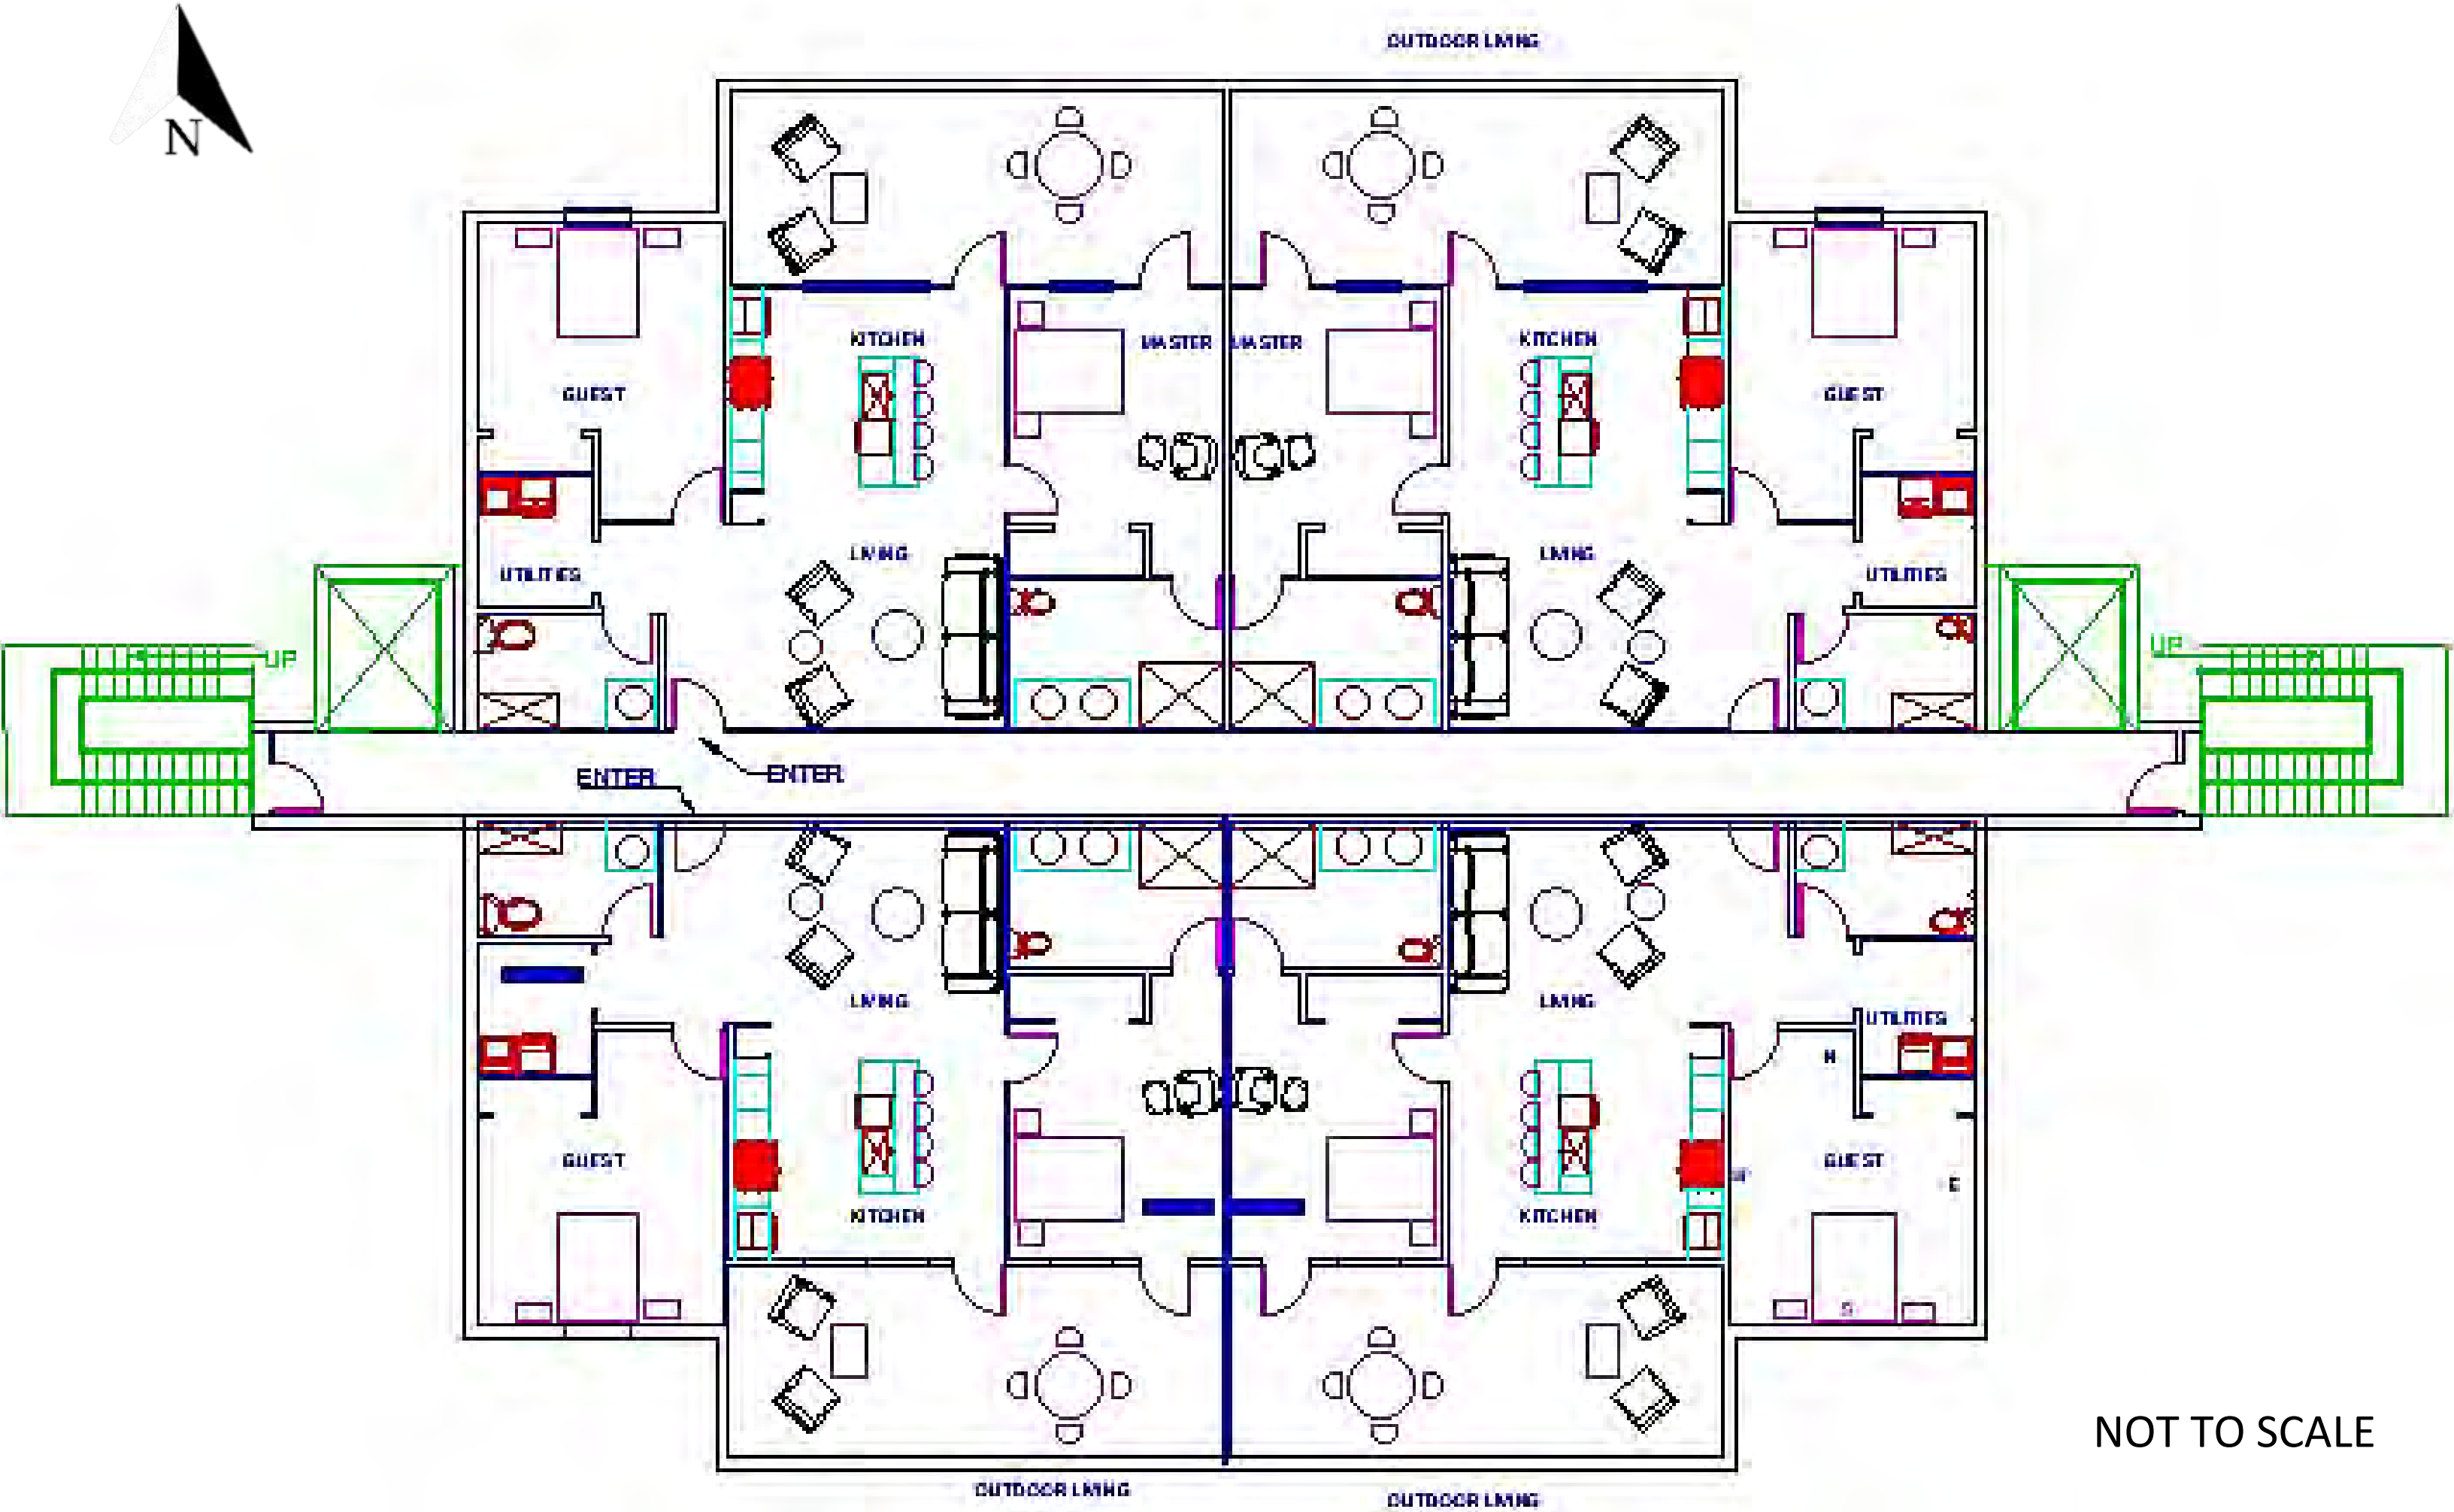 OUTDOOR LIVING
N
KITCHEN
MASTER
MASTER
KITCHEN
GUEST
GUEST
LIVING
LIVING
UTILITIES
UTILITIES
UP
UP
ENTER
ENTER
LIVING
LIVING
UTILITIES
N
GUEST
GUEST
W
E
KITCHEN
KITCHEN
S
NOT TO SCALE
OUTDOOR LIVING
OUTDOOR LIVING